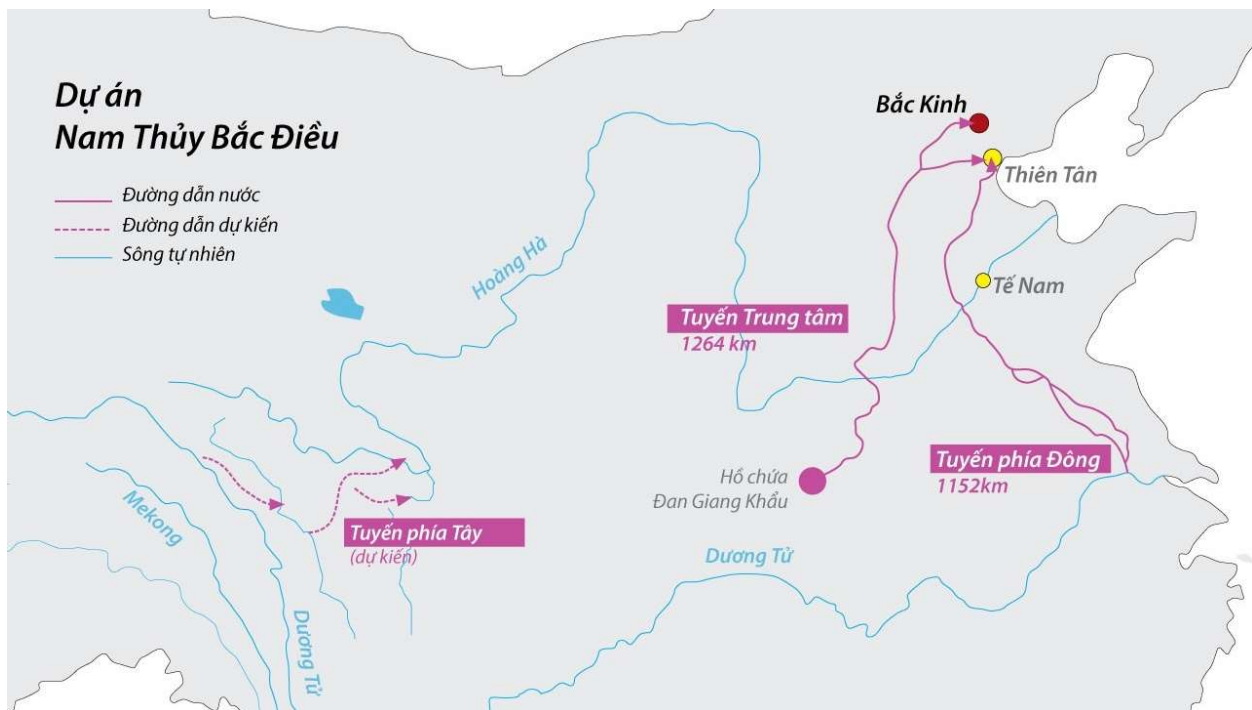 Dự án
Nam Thủy Bắc Điều
Đường dẫn nước
Đường dẫn dự kiến
Sông tự nhiên
Bắc Kinh
Thiên Tân
Hoàng Hà
Tế Nam
Tuyến Trung tâm
1264 km
Tuyến phía Đông
1152km
Hồ chứa
Đan Giang Khẩu
Mekong
Tuyến phía Tây
(dự kiến)
Dương Tử
Dương Tử